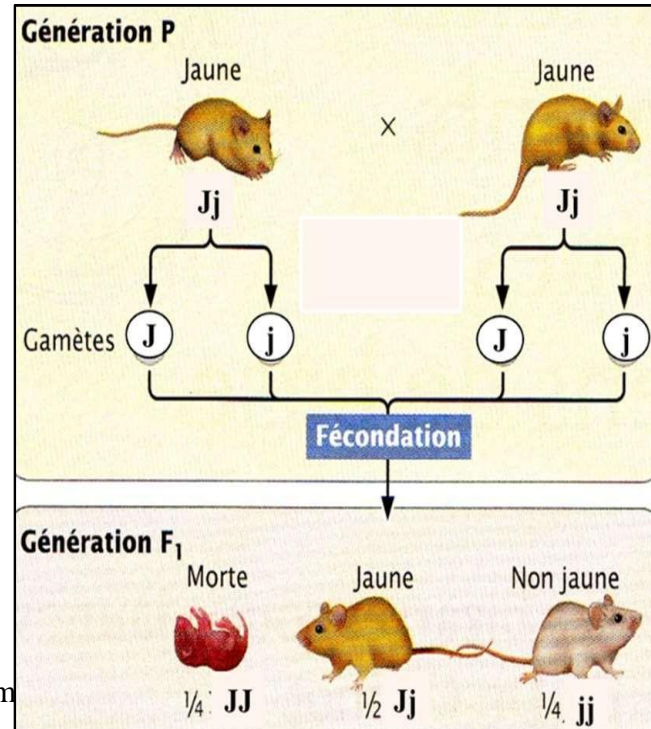 Génération P
Jaune Jaune
×
Jj Jj
Gamètes J j J j
Fécondation
Génération F₁
Morte Jaune Non jaune
m ¼ JJ ½ Jj ¼ jj